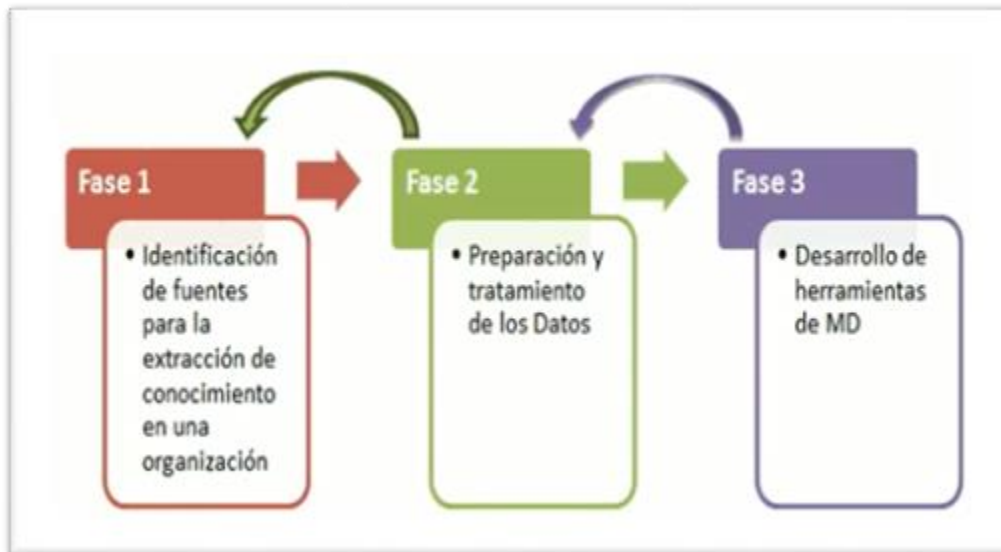 Fase 1
• Identificación
de fuentes
para la
extracción de
conocimiento
en una
organización
Fase 2
• Preparación y
tratamiento
de los Datos
Fase 3
• Desarrollo de
herramientas
de MD